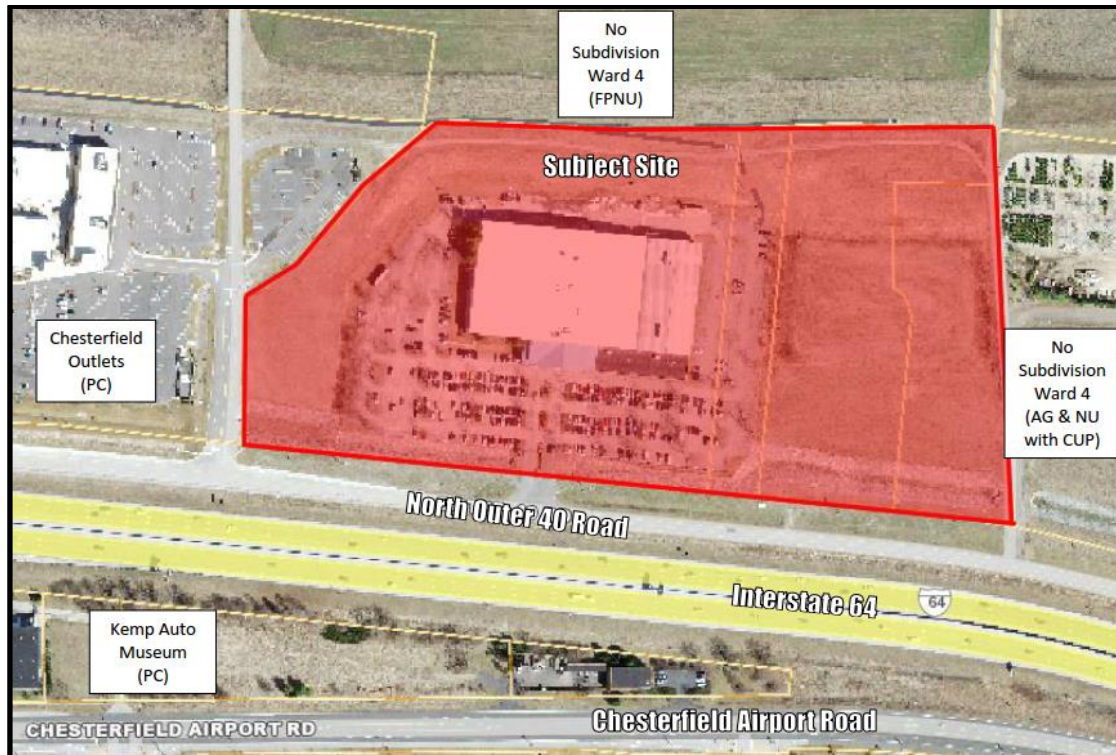 No
Subdivision
Ward 4
(FPNU)
Subject Site
Chesterfield
Outlets
(PC)
No
Subdivision
Ward 4
(AG & NU
with CUP)
North Outer 40 Road
Interstate 64
64
Kemp Auto
Museum
(PC)
CHESTERFIELD AIRPORT RD
Chesterfield Airport Road